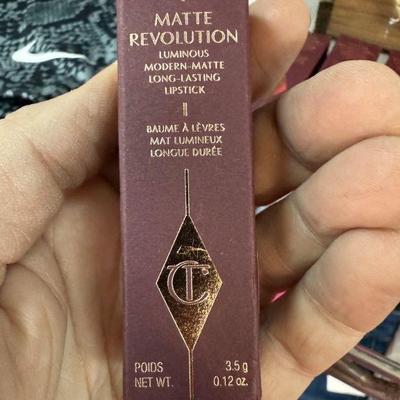 MATTE
REVOLUTION
LUMINOUS
MODERN-MATTE
LONG-LASTING
LIPSTICK
BAUME À LÈVRES
MAT LUMINEUX
LONGUE DURÉE
CT
POIDS 3.5 g
NET WT. 0.12 oz.